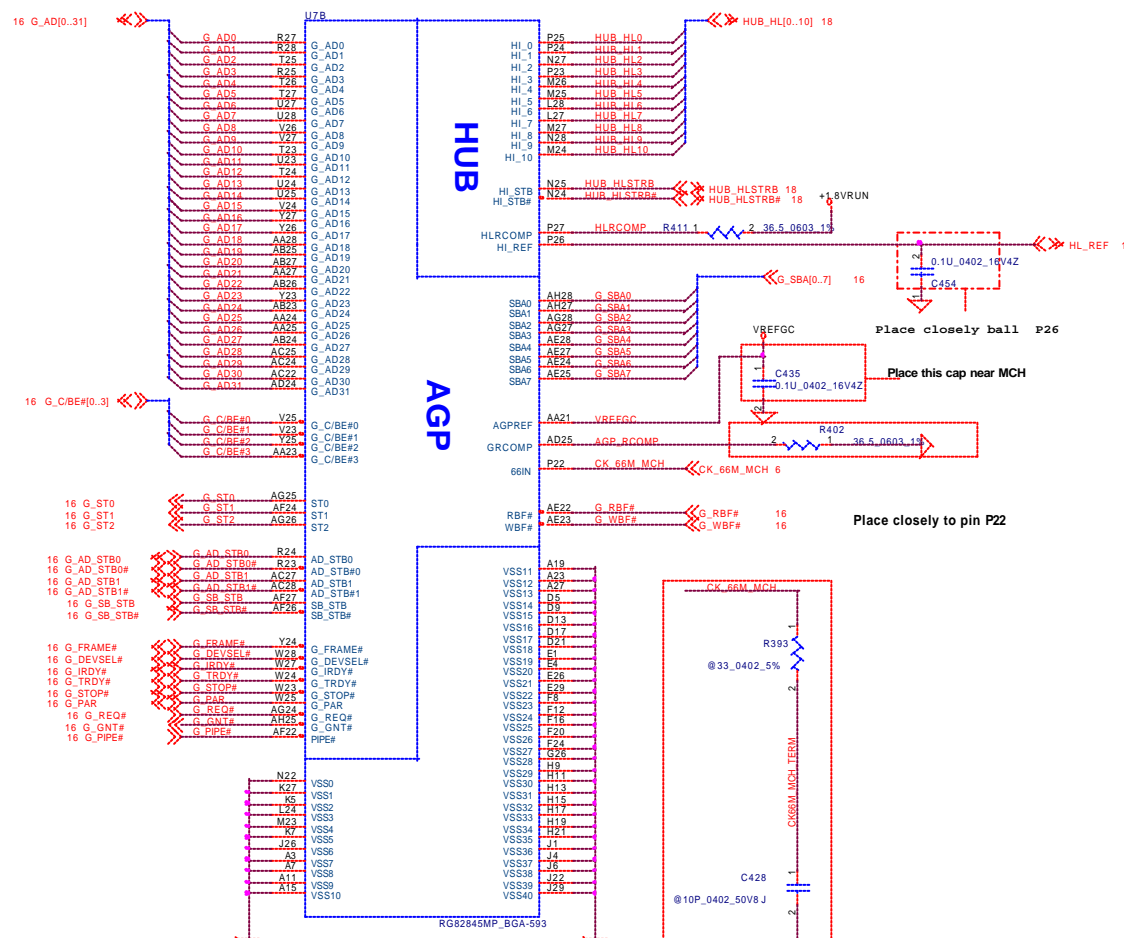 U7B
16 G_AD[0..31]
HUB_HL[0..10] 18
G_AD0 R27 G_AD0
G_AD1 R28 G_AD1
G_AD2 T25 G_AD2
G_AD3 R25 G_AD3
G_AD4 T26 G_AD4
G_AD5 T27 G_AD5
G_AD6 U27 G_AD6
G_AD7 U28 G_AD7
G_AD8 V26 G_AD8
G_AD9 V27 G_AD9
G_AD10 T23 G_AD10
G_AD11 U23 G_AD11
G_AD12 T24 G_AD12
G_AD13 U24 G_AD13
G_AD14 U25 G_AD14
G_AD15 V24 G_AD15
G_AD16 Y27 G_AD16
G_AD17 Y26 G_AD17
G_AD18 AA28 G_AD18
G_AD19 AB25 G_AD19
G_AD20 AB27 G_AD20
G_AD21 AA27 G_AD21
G_AD22 AB26 G_AD22
G_AD23 Y23 G_AD23
G_AD24 AB23 G_AD24
G_AD25 AA24 G_AD25
G_AD26 AA25 G_AD26
G_AD27 AB24 G_AD27
G_AD28 AC25 G_AD28
G_AD29 AC24 G_AD29
G_AD30 AC22 G_AD30
G_AD31 AD24 G_AD31
16 G_C/BE#[0..3]
G_C/BE#0 V25 G_C/BE#0
G_C/BE#1 V23 G_C/BE#1
G_C/BE#2 Y25 G_C/BE#2
G_C/BE#3 AA23 G_C/BE#3
16 G_ST0 G_ST0 AG25 ST0
16 G_ST1 G_ST1 AF24 ST1
16 G_ST2 G_ST2 AG26 ST2
16 G_AD_STB0 G_AD_STB0 R24 AD_STB0
16 G_AD_STB0# G_AD_STB0# R23 AD_STB#0
16 G_AD_STB1 G_AD_STB1 AC27 AD_STB1
16 G_AD_STB1# G_AD_STB1# AC28 AD_STB#1
16 G_SB_STB G_SB_STB AF27 SB_STB
16 G_SB_STB# G_SB_STB# AF26 SB_STB#
16 G_FRAME# G_FRAME# Y24 G_FRAME#
16 G_DEVSEL# G_DEVSEL# W28 G_DEVSEL#
16 G_IRDY# G_IRDY# W27 G_IRDY#
16 G_TRDY# G_TRDY# W24 G_TRDY#
16 G_STOP# G_STOP# W23 G_STOP#
16 G_PAR G_PAR W25 G_PAR
16 G_REQ# G_REQ# AG24 G_REQ#
16 G_GNT# G_GNT# AH25 G_GNT#
16 G_PIPE# G_PIPE# AF22 PIPE#
N22 VSS0
K27 VSS1
K5 VSS2
L24 VSS3
M23 VSS4
K7 VSS5
J26 VSS6
A3 VSS7
A7 VSS8
A11 VSS9
A15 VSS10
HUB
AGP
HI_0 P25 HUB_HL0
HI_1 P24 HUB_HL1
HI_2 N27 HUB_HL2
HI_3 P23 HUB_HL3
HI_4 M26 HUB_HL4
HI_5 M25 HUB_HL5
HI_6 L28 HUB_HL6
HI_7 L27 HUB_HL7
HI_8 M27 HUB_HL8
HI_9 N28 HUB_HL9
HI_10 M24 HUB_HL10
HI_STB N25 HUB_HLSTRB HUB_HLSTRB 18
HI_STB# N24 HUB_HLSTRB# HUB_HLSTRB# 18
+1.8VRUN
HLRCOMP P27 HLRCOMP R411 1 2 36.5_0603_1%
HI_REF P26 HL_REF 1
2 0.1U_0402_16V4Z
1 C454
Place closely ball P26
G_SBA[0..7] 16
SBA0 AH28 G_SBA0
SBA1 AH27 G_SBA1
SBA2 AG28 G_SBA2
SBA3 AG27 G_SBA3
SBA4 AE28 G_SBA4
SBA5 AE27 G_SBA5
SBA6 AE24 G_SBA6
SBA7 AE25 G_SBA7
VREFGC
1 C435
2 0.1U_0402_16V4Z
Place this cap near MCH
AGPREF AA21 VREFGC
R402
GRCOMP AD25 AGP_RCOMP 2 1 36.5_0603_1%
66IN P22 CK_66M_MCH CK_66M_MCH 6
RBF# AE22 G_RBF# G_RBF# 16
WBF# AE23 G_WBF# G_WBF# 16
Place closely to pin P22
VSS11 A19
VSS12 A23
VSS13 A27
VSS14 D5
VSS15 D9
VSS16 D13
VSS17 D17
VSS18 D21
VSS19 E1
VSS20 E4
VSS21 E26
VSS22 E29
VSS23 F8
VSS24 F12
VSS25 F16
VSS26 F20
VSS27 F24
VSS28 G26
VSS29 H9
VSS30 H11
VSS31 H13
VSS32 H15
VSS33 H17
VSS34 H19
VSS35 H21
VSS36 J1
VSS37 J4
VSS38 J6
VSS39 J22
VSS40 J29
CK_66M_MCH
1
R393
@33_0402_5%
2
CK66M_MCH_TERM
1
C428
@10P_0402_50V8J
2
RG82845MP_BGA-593